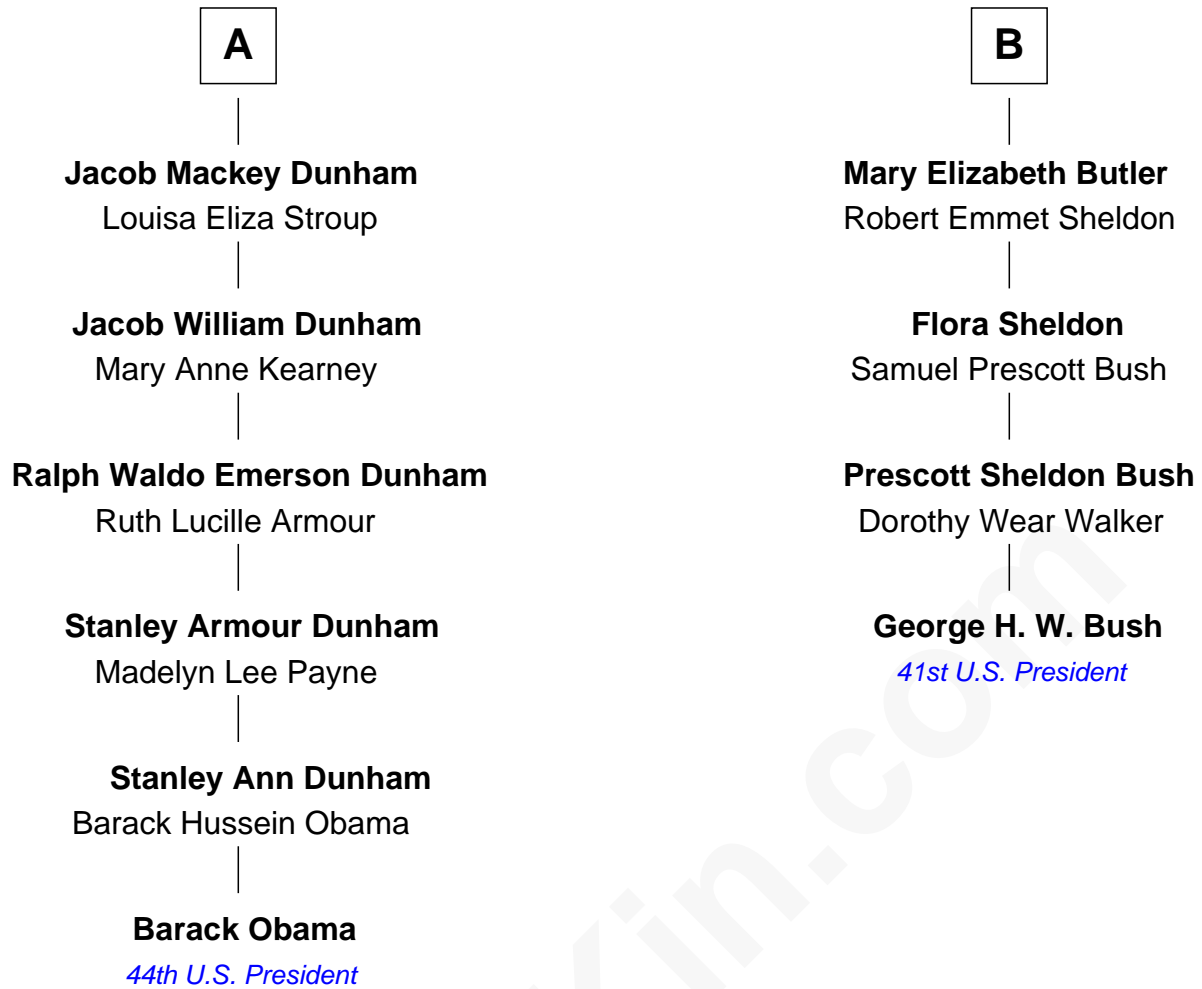 A
Jacob Mackey Dunham
Louisa Eliza Stroup
Jacob William Dunham
Mary Anne Kearney
Ralph Waldo Emerson Dunham
Ruth Lucille Armour
Stanley Armour Dunham
Madelyn Lee Payne
Stanley Ann Dunham
Barack Hussein Obama
Barack Obama
44th U.S. President
B
Mary Elizabeth Butler
Robert Emmet Sheldon
Flora Sheldon
Samuel Prescott Bush
Prescott Sheldon Bush
Dorothy Wear Walker
George H. W. Bush
41st U.S. President
Kin.com